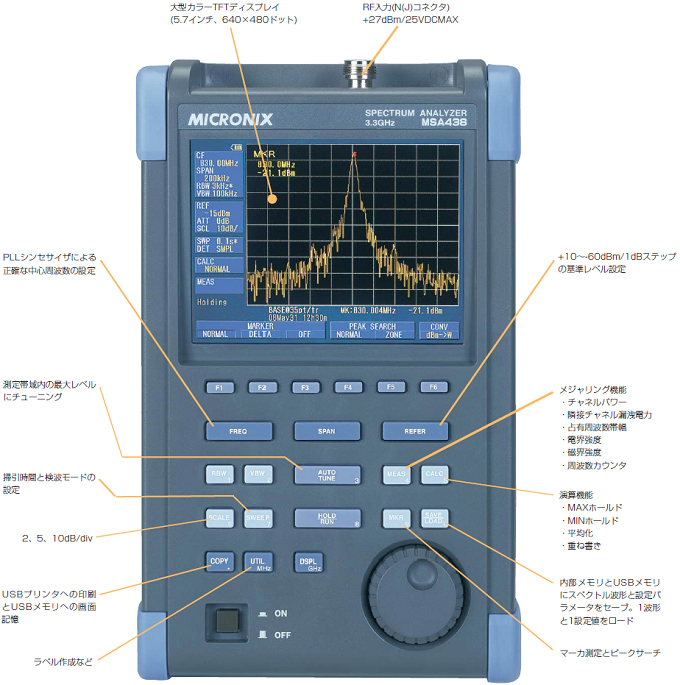 大型カラーTFTディスプレイ
(5.7インチ、640×480ドット)
RF入力(N(J)コネクタ)
+27dBm/25VDCMAX
MICRONIX
SPECTRUM ANALYZER
3.3GHz MSA438
CF
830.00MHz
SPAN
200kHz
RBW 3kHz*
VBW 100kHz
REF
-15dBm
ATT 0dB
SCL 10dB/
SWP 0.1s*
DET SMPL
CALC
NORMAL
MEAS
Holding
MKR
830.0MHz
-21.1dBm
BASE@35pt/tr MK:830.004MHz -21.1dBm
06May31 12h30m
MARKER
NORMAL DELTA OFF
PEAK SEARCH
NORMAL ZONE
CONV
dBm->W
PLLシンセサイザによる
正確な中心周波数の設定
+10〜-60dBm/1dBステップ
の基準レベル設定
測定帯域内の最大レベル
にチューニング
掃引時間と検波モードの
設定
2、5、10dB/div
USBプリンタへの印刷
とUSBメモリへの画面
記憶
ラベル作成など
F1 F2 F3 F4 F5 F6
FREQ SPAN REFER
RBW VBW AUTO TUNE MEAS CALC
SCALE SWEEP HOLD RUN MKR SAVE LOAD
COPY UTIL MHz DSPL GHz
ON
OFF
メジャリング機能
・チャネルパワー
・隣接チャネル漏洩電力
・占有周波数帯幅
・電界強度
・磁界強度
・周波数カウンタ
演算機能
・MAXホールド
・MINホールド
・平均化
・重ね書き
内部メモリとUSBメモリ
にスペクトル波形と設定パ
ラメータをセーブ。1波形
と1設定値をロード
マーカ測定とピークサーチ